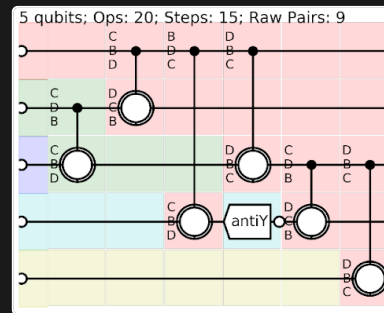 5 qubits; Ops: 20; Steps: 15; Raw Pairs: 9
C B D
B D B
D C C
C D
D C
B B
C D C D
B C D B
D B B C
C D
B antiY C
D B
D
B
C